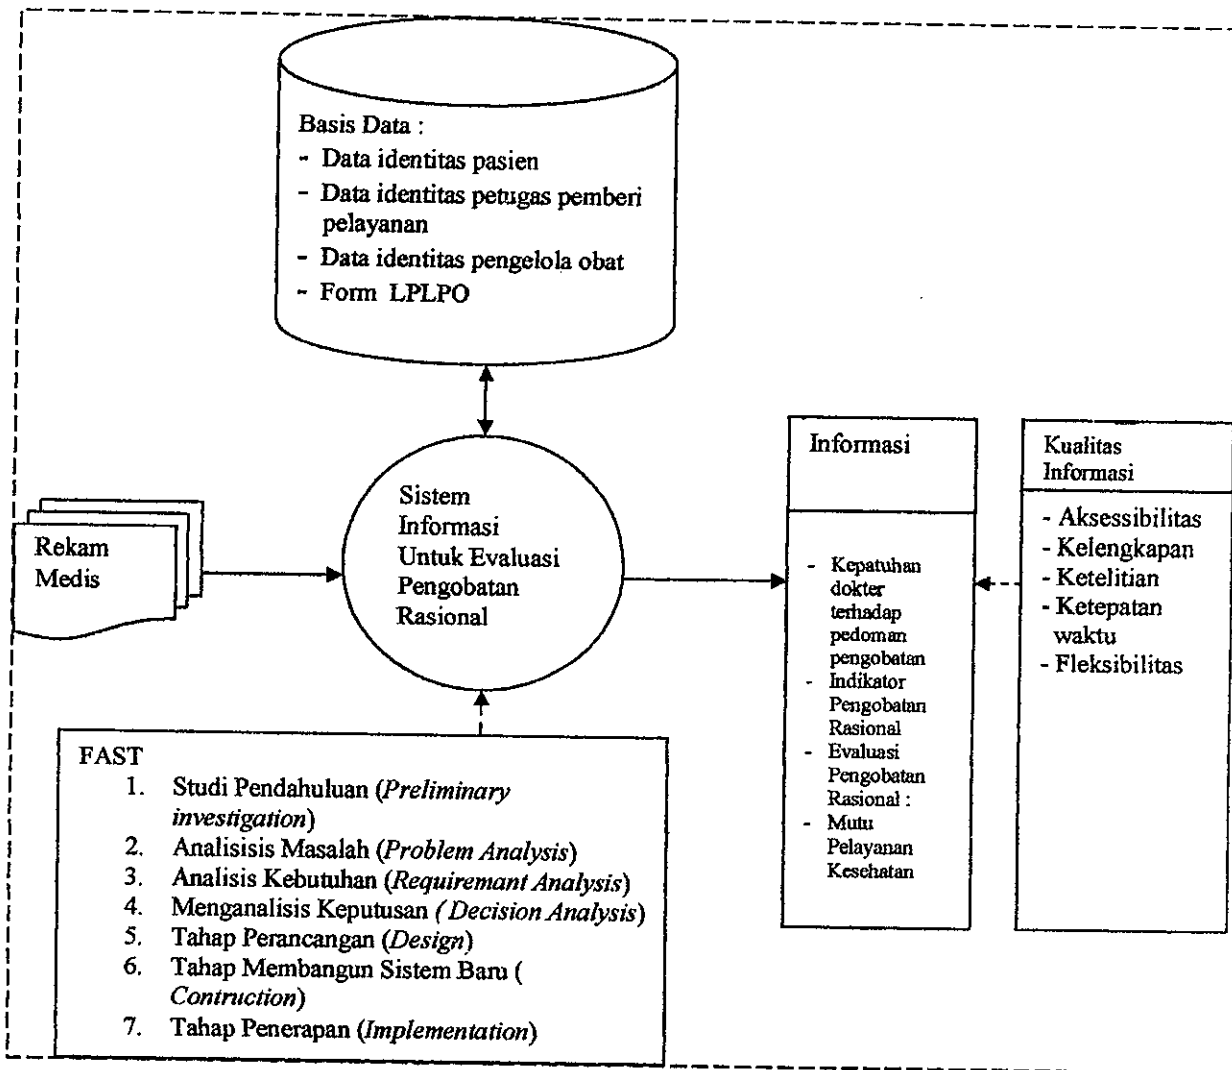 Basis Data :
- Data identitas pasien
- Data identitas petugas pemberi
pelayanan
- Data identitas pengelola obat
- Form LPLPO
Rekam
Medis
Sistem
Informasi
Untuk Evaluasi
Pengobatan
Rasional
Informasi
- Kepatuhan
dokter
terhadap
pedoman
pengobatan
- Indikator
Pengobatan
Rasional
- Evaluasi
Pengobatan
Rasional :
- Mutu
Pelayanan
Kesehatan
Kualitas
Informasi
- Aksessibilitas
- Kelengkapan
- Ketelitian
- Ketepatan
waktu
- Fleksibilitas
FAST
1. Studi Pendahuluan (Preliminary
investigation)
2. Analisisis Masalah (Problem Analysis)
3. Analisis Kebutuhan (Requiremant Analysis)
4. Menganalisis Keputusan ( Decision Analysis)
5. Tahap Perancangan (Design)
6. Tahap Membangun Sistem Baru (
Contruction)
7. Tahap Penerapan (Implementation)